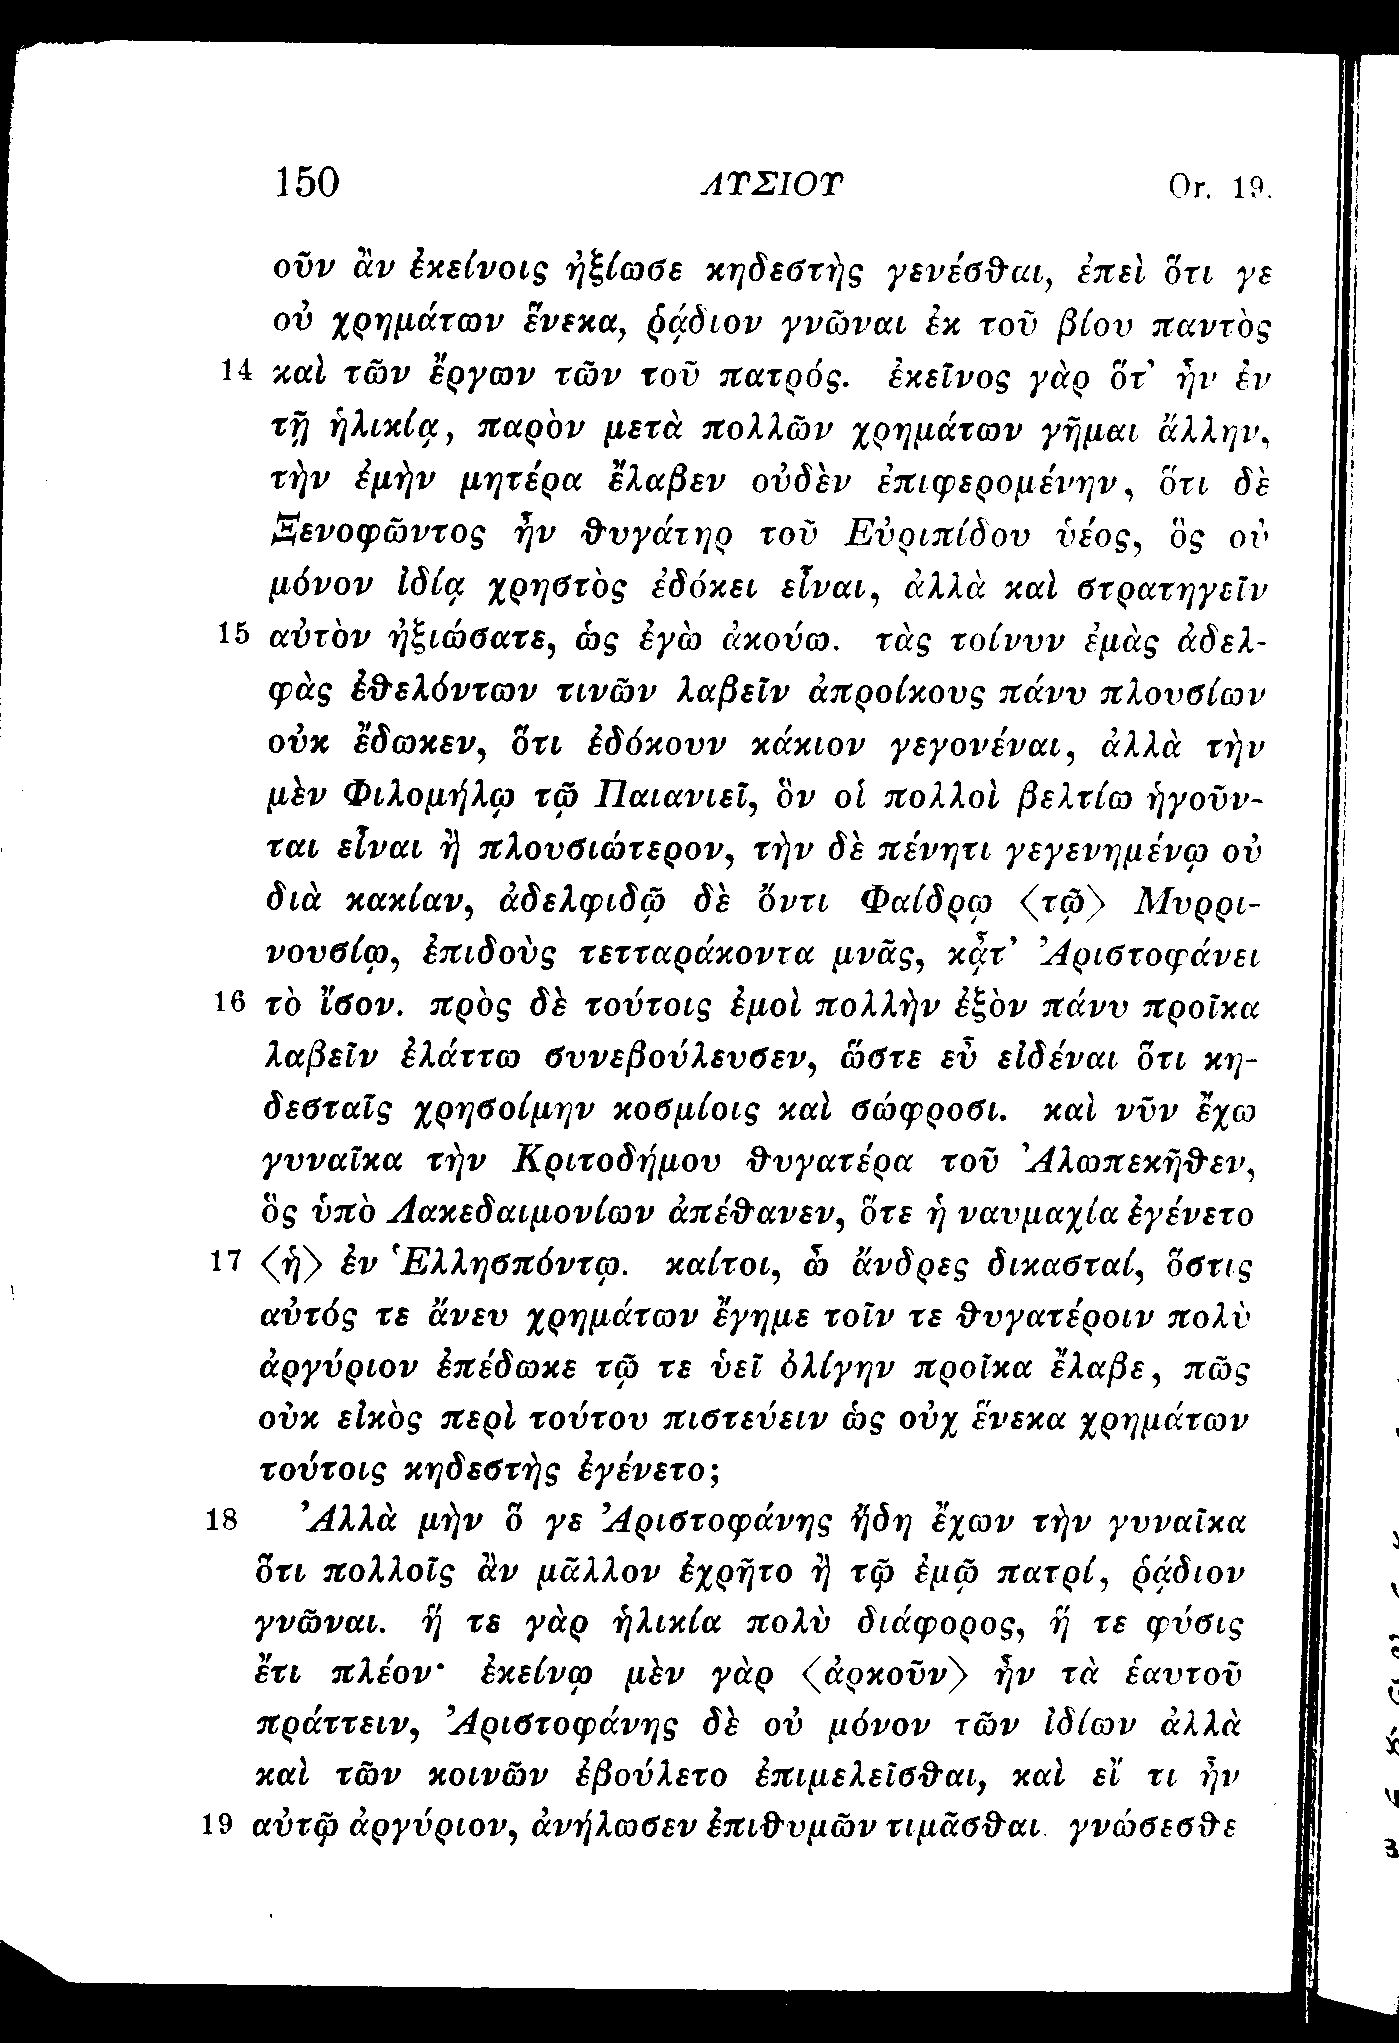 150 ΛΥΣΙΟΥ Or. 19.
οὖν ἂν ἐκείνοις ἠξίωσε κηδεστὴς γενέσθαι, ἐπεὶ ὅτι γε
οὐ χρημάτων ἕνεκα, ῥᾴδιον γνῶναι ἐκ τοῦ βίου παντὸς
14 καὶ τῶν ἔργων τῶν τοῦ πατρός. ἐκεῖνος γὰρ ὅτ’ ἦν ἐν
τῇ ἡλικίᾳ, παρὸν μετὰ πολλῶν χρημάτων γῆμαι ἄλλην,
τὴν ἐμὴν μητέρα ἔλαβεν οὐδὲν ἐπιφερομένην, ὅτι δὲ
Ξενοφῶντος ἦν θυγάτηρ τοῦ Εὐριπίδου ὑέος, ὃς οὐ
μόνον ἰδίᾳ χρηστὸς ἐδόκει εἶναι, ἀλλὰ καὶ στρατηγεῖν
15 αὐτὸν ἠξιώσατε, ὡς ἐγὼ ἀκούω. τὰς τοίνυν ἐμὰς ἀδελ-
φὰς ἐθελόντων τινῶν λαβεῖν ἀπροίκους πάνυ πλουσίων
οὐκ ἔδωκεν, ὅτι ἐδόκουν κάκιον γεγονέναι, ἀλλὰ τὴν
μὲν Φιλομήλῳ τῷ Παιανιεῖ, ὃν οἱ πολλοὶ βελτίω ἡγοῦν-
ται εἶναι ἢ πλουσιώτερον, τὴν δὲ πένητι γεγενημένῳ οὐ
διὰ κακίαν, ἀδελφιδῷ δὲ ὄντι Φαίδρῳ ⟨τῷ⟩ Μυρρι-
νουσίῳ, ἐπιδοὺς τετταράκοντα μνᾶς, κᾆτ’ Ἀριστοφάνει
16 τὸ ἴσον. πρὸς δὲ τούτοις ἐμοὶ πολλὴν ἐξὸν πάνυ προῖκα
λαβεῖν ἐλάττω συνεβούλευσεν, ὥστε εὖ εἰδέναι ὅτι κη-
δεσταῖς χρησοίμην κοσμίοις καὶ σώφροσι. καὶ νῦν ἔχω
γυναῖκα τὴν Κριτοδήμου θυγατέρα τοῦ Ἀλωπεκῆθεν,
ὃς ὑπὸ Λακεδαιμονίων ἀπέθανεν, ὅτε ἡ ναυμαχία ἐγένετο
17 ⟨ἡ⟩ ἐν Ἑλλησπόντῳ. καίτοι, ὦ ἄνδρες δικασταί, ὅστις
αὐτός τε ἄνευ χρημάτων ἔγημε τοῖν τε θυγατέροιν πολὺ
ἀργύριον ἐπέδωκε τῷ τε ὑεῖ ὀλίγην προῖκα ἔλαβε, πῶς
οὐκ εἰκὸς περὶ τούτου πιστεύειν ὡς οὐχ ἕνεκα χρημάτων
τούτοις κηδεστὴς ἐγένετο;
18 Ἀλλὰ μὴν ὅ γε Ἀριστοφάνης ἤδη ἔχων τὴν γυναῖκα
ὅτι πολλοῖς ἂν μᾶλλον ἐχρῆτο ἢ τῷ ἐμῷ πατρί, ῥᾴδιον
γνῶναι. ἥ τε γὰρ ἡλικία πολὺ διάφορος, ἥ τε φύσις
ἔτι πλέον· ἐκείνῳ μὲν γὰρ ⟨ἀρκοῦν⟩ ἦν τὰ ἑαυτοῦ
πράττειν, Ἀριστοφάνης δὲ οὐ μόνον τῶν ἰδίων ἀλλὰ
καὶ τῶν κοινῶν ἐβούλετο ἐπιμελεῖσθαι, καὶ εἴ τι ἦν
19 αὐτῷ ἀργύριον, ἀνήλωσεν ἐπιθυμῶν τιμᾶσθαι. γνώσεσθε